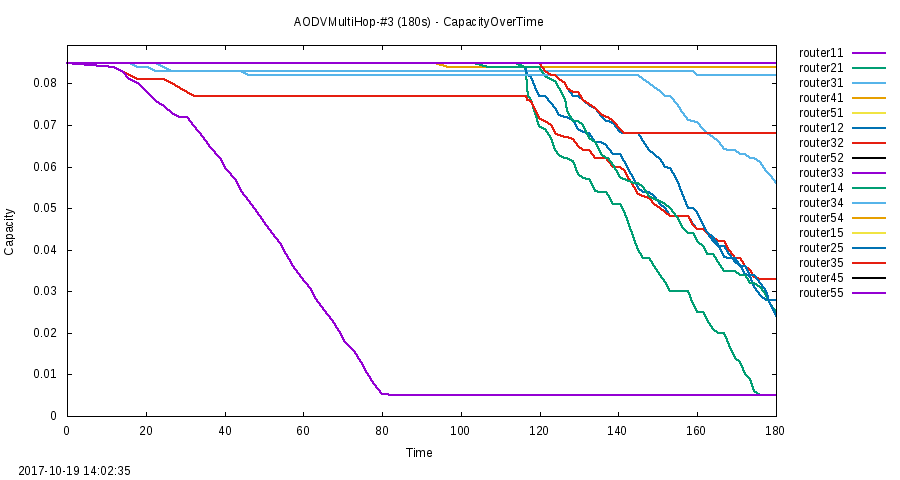 AODVMultiHop-#3 (180s) - CapacityOverTime
router11
router21
router31
router41
router51
router12
router32
router52
router33
router14
router34
router54
router15
router25
router35
router45
router55
Capacity
0.08
0.07
0.06
0.05
0.04
0.03
0.02
0.01
0
0 20 40 60 80 100 120 140 160 180
Time
2017-10-19 14:02:35